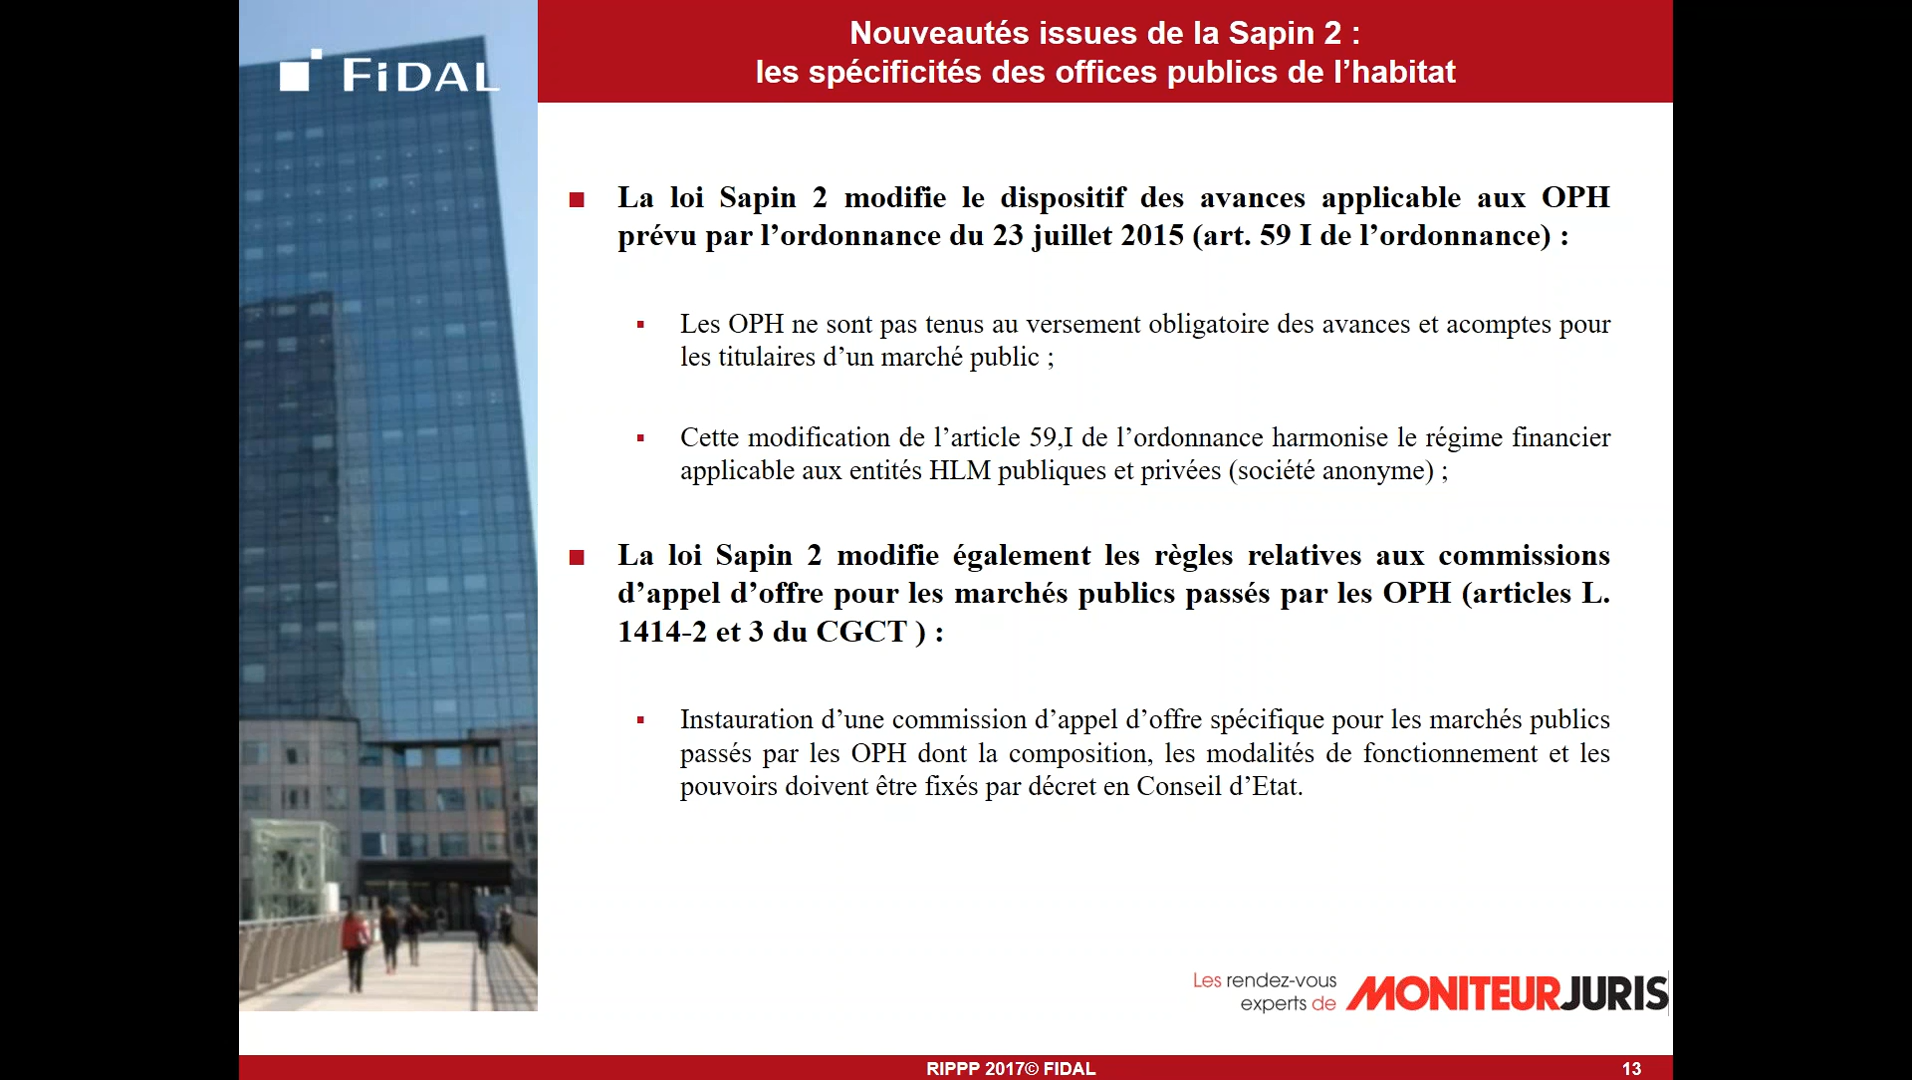 FiDAL
Nouveautés issues de la Sapin 2 :
les spécificités des offices publics de l’habitat
La loi Sapin 2 modifie le dispositif des avances applicable aux OPH
prévu par l’ordonnance du 23 juillet 2015 (art. 59 I de l’ordonnance) :
Les OPH ne sont pas tenus au versement obligatoire des avances et acomptes pour
les titulaires d’un marché public ;
Cette modification de l’article 59,I de l’ordonnance harmonise le régime financier
applicable aux entités HLM publiques et privées (société anonyme) ;
La loi Sapin 2 modifie également les règles relatives aux commissions
d’appel d’offre pour les marchés publics passés par les OPH (articles L.
1414-2 et 3 du CGCT ) :
Instauration d’une commission d’appel d’offre spécifique pour les marchés publics
passés par les OPH dont la composition, les modalités de fonctionnement et les
pouvoirs doivent être fixés par décret en Conseil d’Etat.
Les rendez-vous
experts de MONITEURJURIS
RIPPP 2017© FIDAL
13